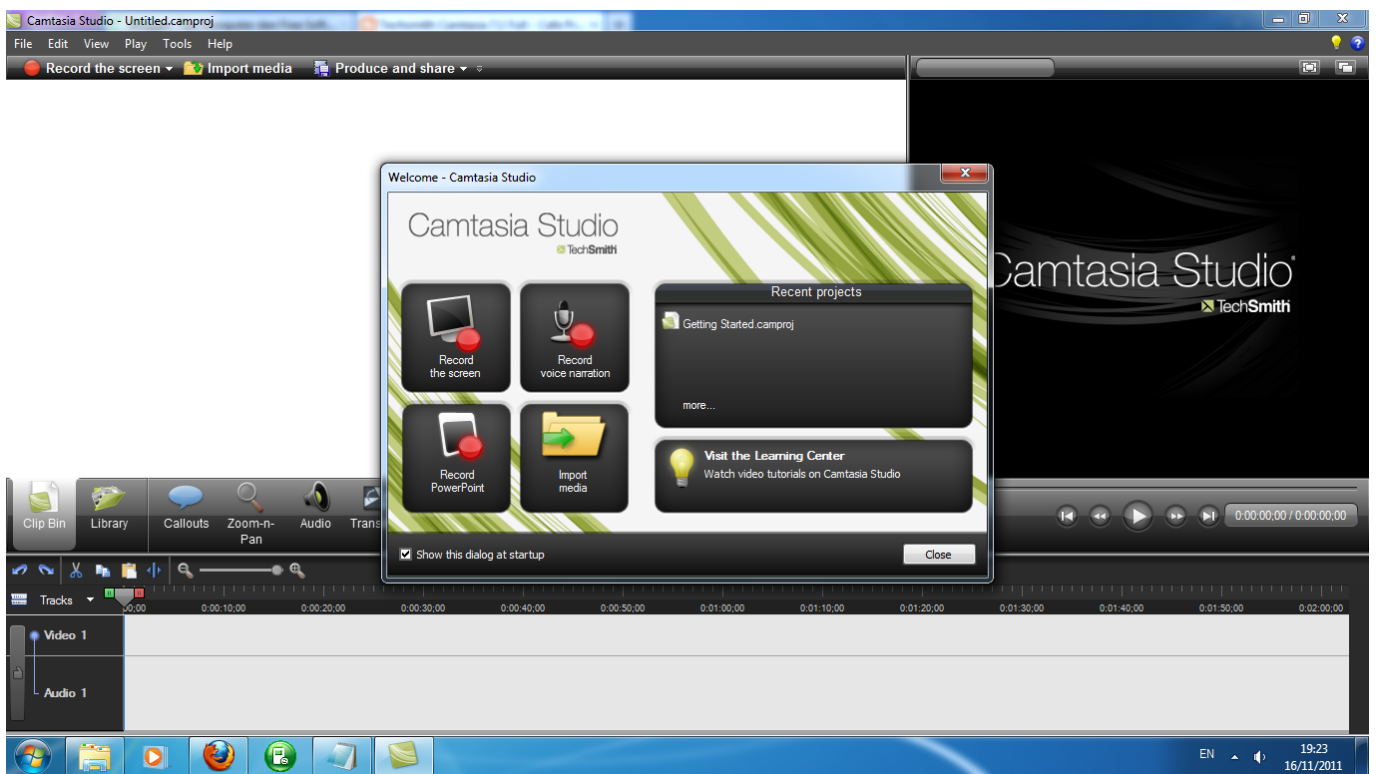 Camtasia Studio - Untitled.camproj
File Edit View Play Tools Help
Record the screen Import media Produce and share
Welcome - Camtasia Studio
Camtasia Studio
TechSmith
Record
the screen
Record
voice narration
Record
PowerPoint
Import
media
Recent projects
Getting Started.camproj
more...
Visit the Learning Center
Watch video tutorials on Camtasia Studio
Show this dialog at startup
Close
Camtasia Studio
TechSmith
Clip Bin
Library
Callouts
Zoom-n-
Pan
Audio
0:00:00;00 / 0:00:00;00
Tracks
0:00:10;00 0:00:20;00 0:00:30;00 0:00:40;00 0:00:50;00 0:01:00;00 0:01:10;00 0:01:20;00 0:01:30;00 0:01:40;00 0:01:50;00 0:02:00;00
Video 1
Audio 1
EN
19:23
16/11/2011